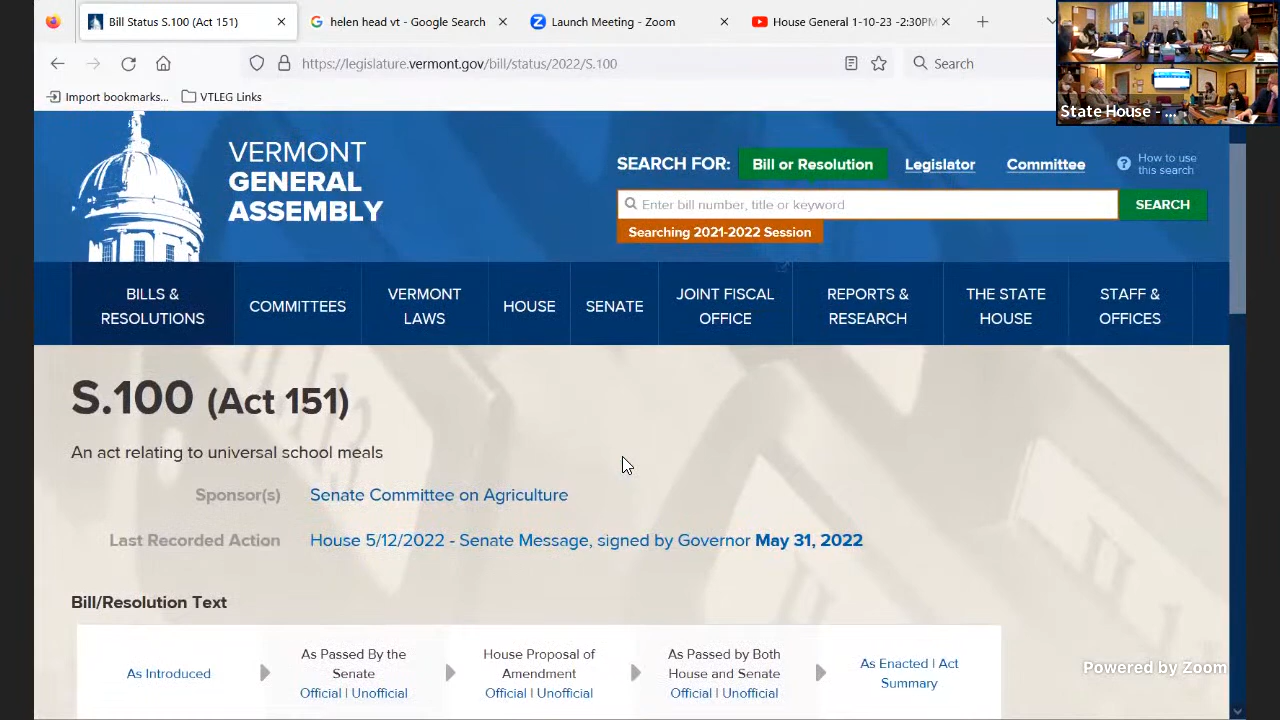 Bill Status S.100 (Act 151)
helen head vt - Google Search
Launch Meeting - Zoom
House General 1-10-23 -2:30PM
https://legislature.vermont.gov/bill/status/2022/S.100
Search
Import bookmarks...
VTLEG Links
State House - ...
VERMONT
GENERAL
ASSEMBLY
SEARCH FOR:
Bill or Resolution
Legislator
Committee
How to use
this search
Enter bill number, title or keyword
SEARCH
Searching 2021-2022 Session
BILLS &
RESOLUTIONS
COMMITTEES
VERMONT
LAWS
HOUSE
SENATE
JOINT FISCAL
OFFICE
REPORTS &
RESEARCH
THE STATE
HOUSE
STAFF &
OFFICES
S.100 (Act 151)
An act relating to universal school meals
Sponsor(s)
Senate Committee on Agriculture
Last Recorded Action
House 5/12/2022 - Senate Message, signed by Governor May 31, 2022
Bill/Resolution Text
As Introduced
As Passed By the
Senate
Official | Unofficial
House Proposal of
Amendment
Official | Unofficial
As Passed by Both
House and Senate
Official | Unofficial
As Enacted | Act
Summary
Powered by Zoom